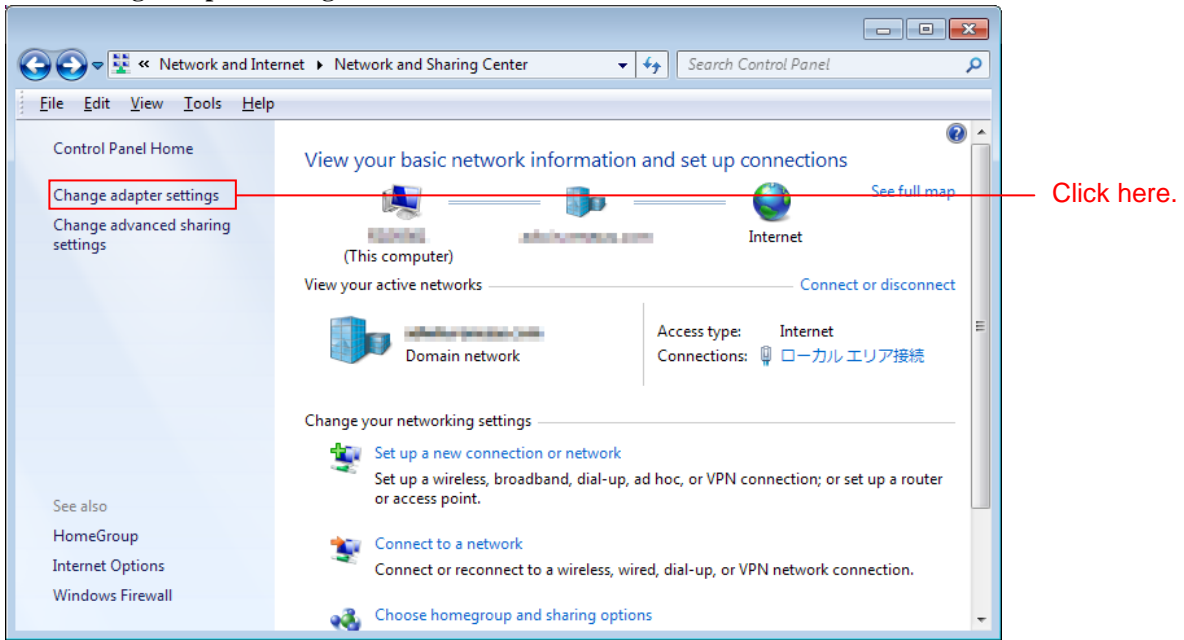 « Network and Internet ▸ Network and Sharing Center
Search Control Panel
File Edit View Tools Help
Control Panel Home
Change adapter settings
Change advanced sharing
settings
View your basic network information and set up connections
See full map
Click here.
(This computer)
Internet
View your active networks
Connect or disconnect
Domain network
Access type: Internet
Connections: ローカル エリア接続
Change your networking settings
Set up a new connection or network
Set up a wireless, broadband, dial-up, ad hoc, or VPN connection; or set up a router
or access point.
Connect to a network
Connect or reconnect to a wireless, wired, dial-up, or VPN network connection.
Choose homegroup and sharing options
See also
HomeGroup
Internet Options
Windows Firewall